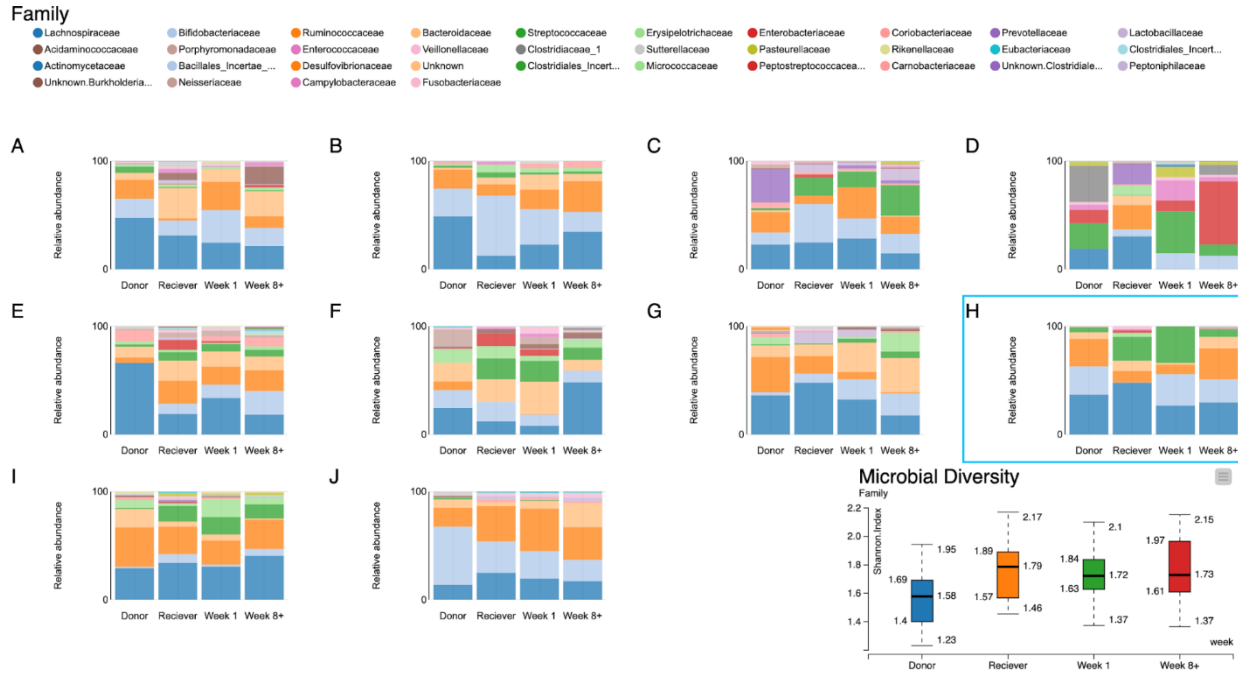 Family
Lachnospiraceae Bifidobacteriaceae Ruminococcaceae Bacteroidaceae Streptococcaceae Erysipelotrichaceae Enterobacteriaceae Coriobacteriaceae Prevotellaceae Lactobacillaceae
Acidaminococcaceae Porphyromonadaceae Enterococcaceae Veillonellaceae Clostridiaceae_1 Sutterellaceae Pasteurellaceae Rikenellaceae Eubacteriaceae Clostridiales_Incert...
Actinomycetaceae Bacillales_Incertae_... Desulfovibrionaceae Unknown Clostridiales_Incert... Micrococcaceae Peptostreptococcacea... Carnobacteriaceae Unknown.Clostridiale... Peptoniphilaceae
Unknown.Burkholderia... Neisseriaceae Campylobacteraceae Fusobacteriaceae
A B C D
100 100 100 100
Relative abundance Relative abundance Relative abundance Relative abundance
0 0 0 0
Donor Reciever Week 1 Week 8+ Donor Reciever Week 1 Week 8+ Donor Reciever Week 1 Week 8+ Donor Reciever Week 1 Week 8+
E F G H
100 100 100 100
Relative abundance Relative abundance Relative abundance Relative abundance
0 0 0 0
Donor Reciever Week 1 Week 8+ Donor Reciever Week 1 Week 8+ Donor Reciever Week 1 Week 8+ Donor Reciever Week 1 Week 8+
I J
100 100
Relative abundance Relative abundance
0 0
Donor Reciever Week 1 Week 8+ Donor Reciever Week 1 Week 8+
Microbial Diversity
Family
Shannon.Index
2.2
2.0
1.8
1.6
1.4
1.95
1.69
1.58
1.4
1.23
2.17
1.89
1.79
1.57
1.46
2.1
1.84
1.72
1.63
1.37
2.15
1.97
1.73
1.61
1.37
week
Donor Reciever Week 1 Week 8+